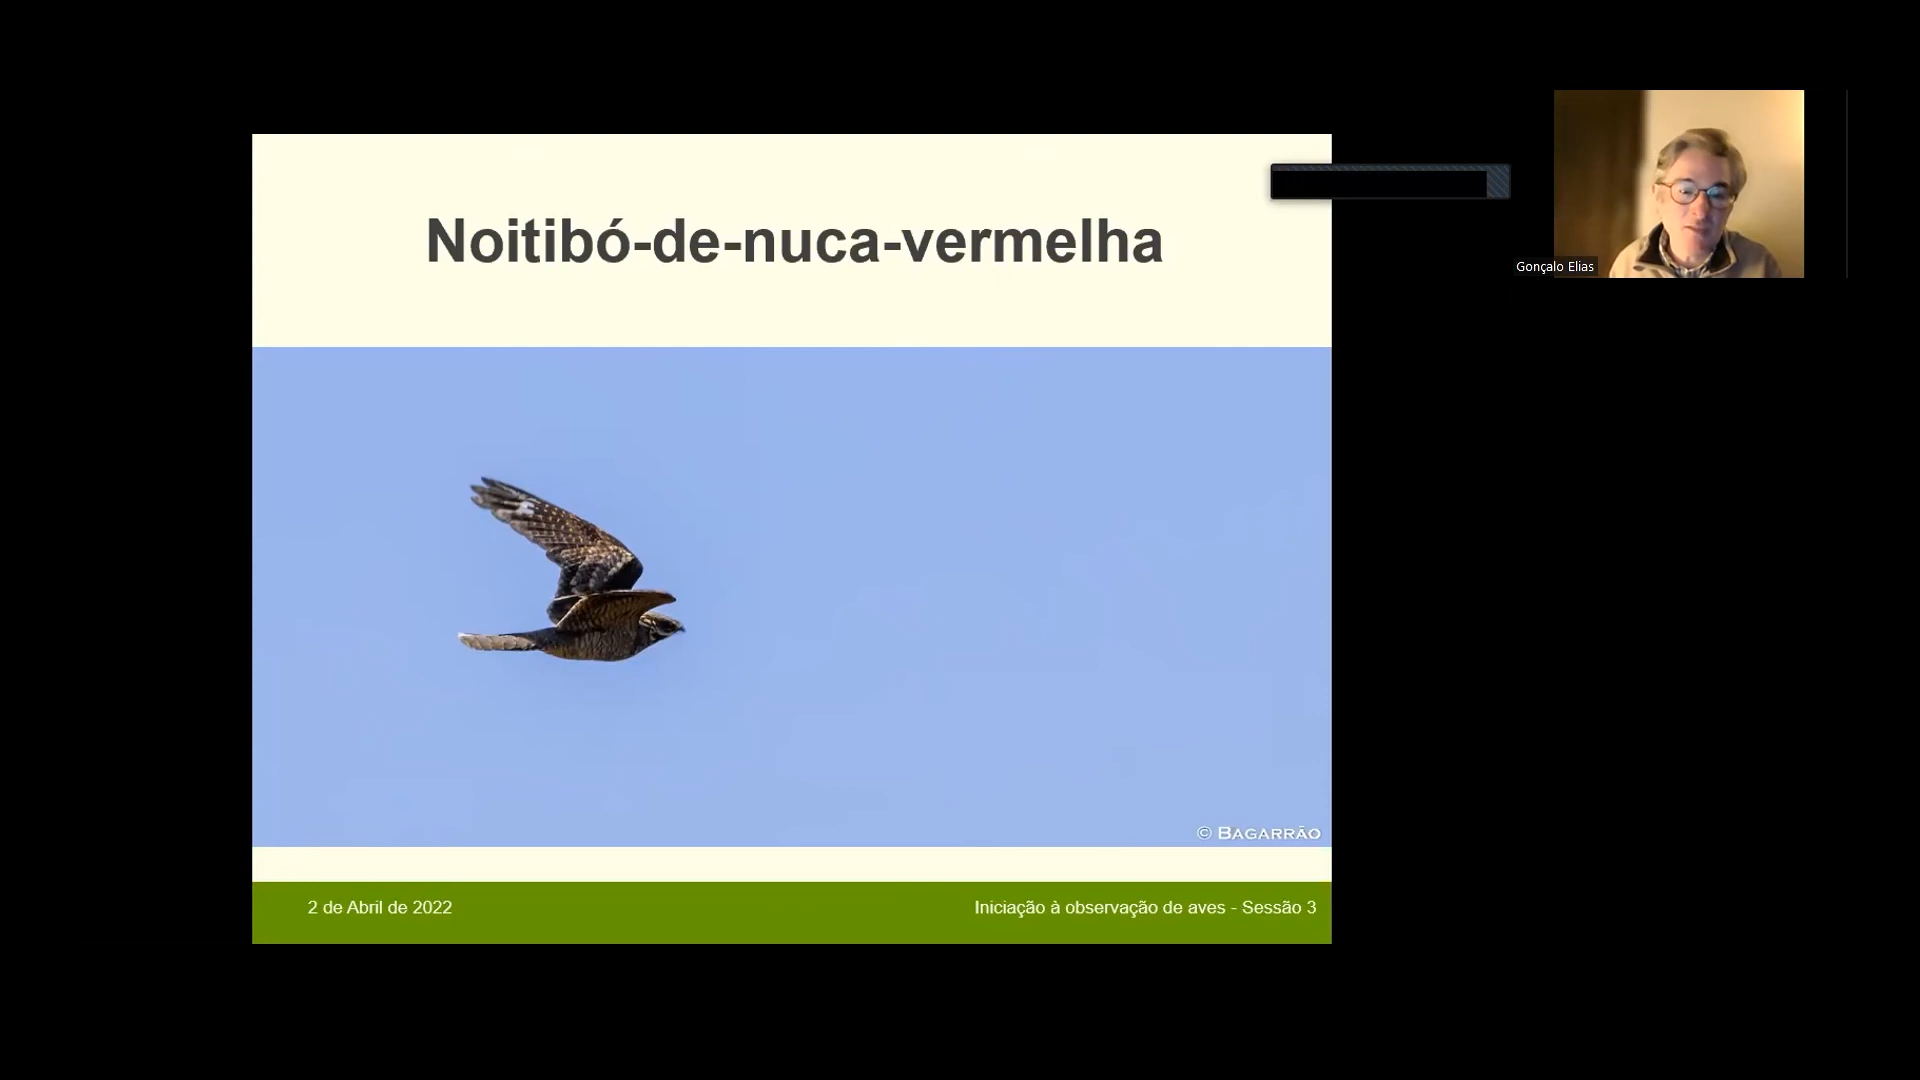 Noitibó-de-nuca-vermelha
Gonçalo Elias
© BAGARRÃO
2 de Abril de 2022
Iniciação à observação de aves - Sessão 3